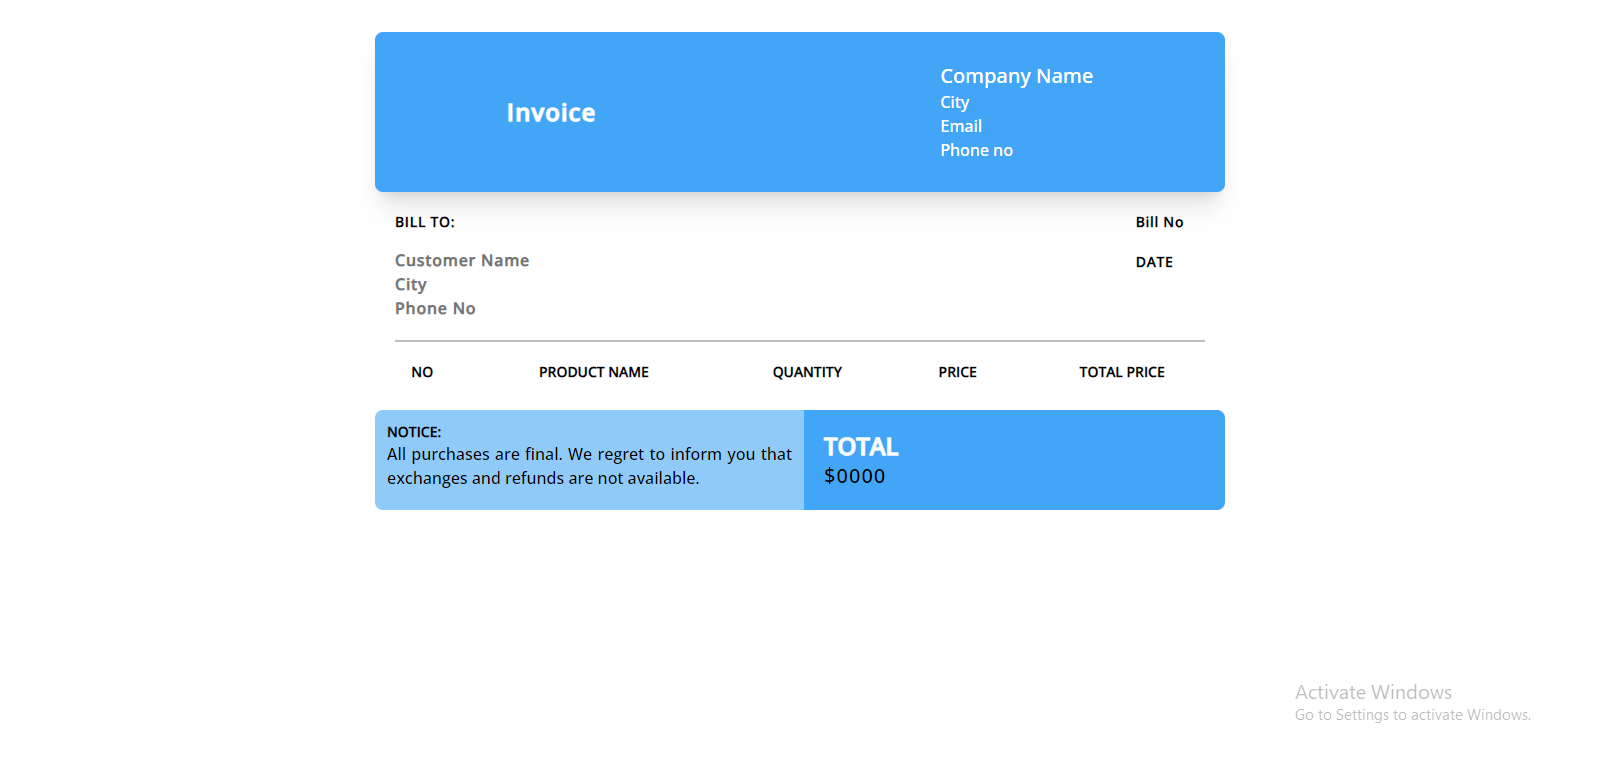 Invoice
Company Name
City
Email
Phone no
BILL TO:
Bill No
Customer Name
DATE
City
Phone No
NO PRODUCT NAME QUANTITY PRICE TOTAL PRICE
NOTICE:
All purchases are final. We regret to inform you that
exchanges and refunds are not available.
TOTAL
$0000
Activate Windows
Go to Settings to activate Windows.